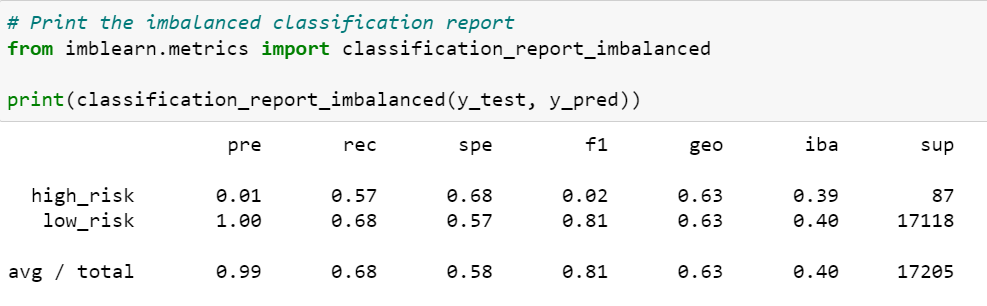 # Print the imbalanced classification report
from imblearn.metrics import classification_report_imbalanced
print(classification_report_imbalanced(y_test, y_pred))
pre rec spe f1 geo iba sup
high_risk 0.01 0.57 0.68 0.02 0.63 0.39 87
low_risk 1.00 0.68 0.57 0.81 0.63 0.40 17118
avg / total 0.99 0.68 0.58 0.81 0.63 0.40 17205